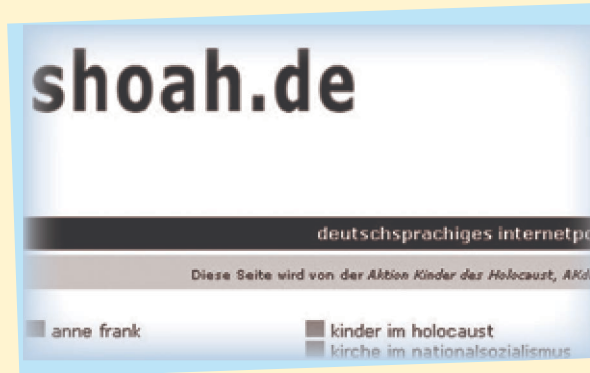 shoah.de
deutschsprachiges internetpo
Diese Seite wird von der Aktion Kinder des Holocaust, AKd
anne frank
kinder im holocaust
kirche im nationalsozialismus